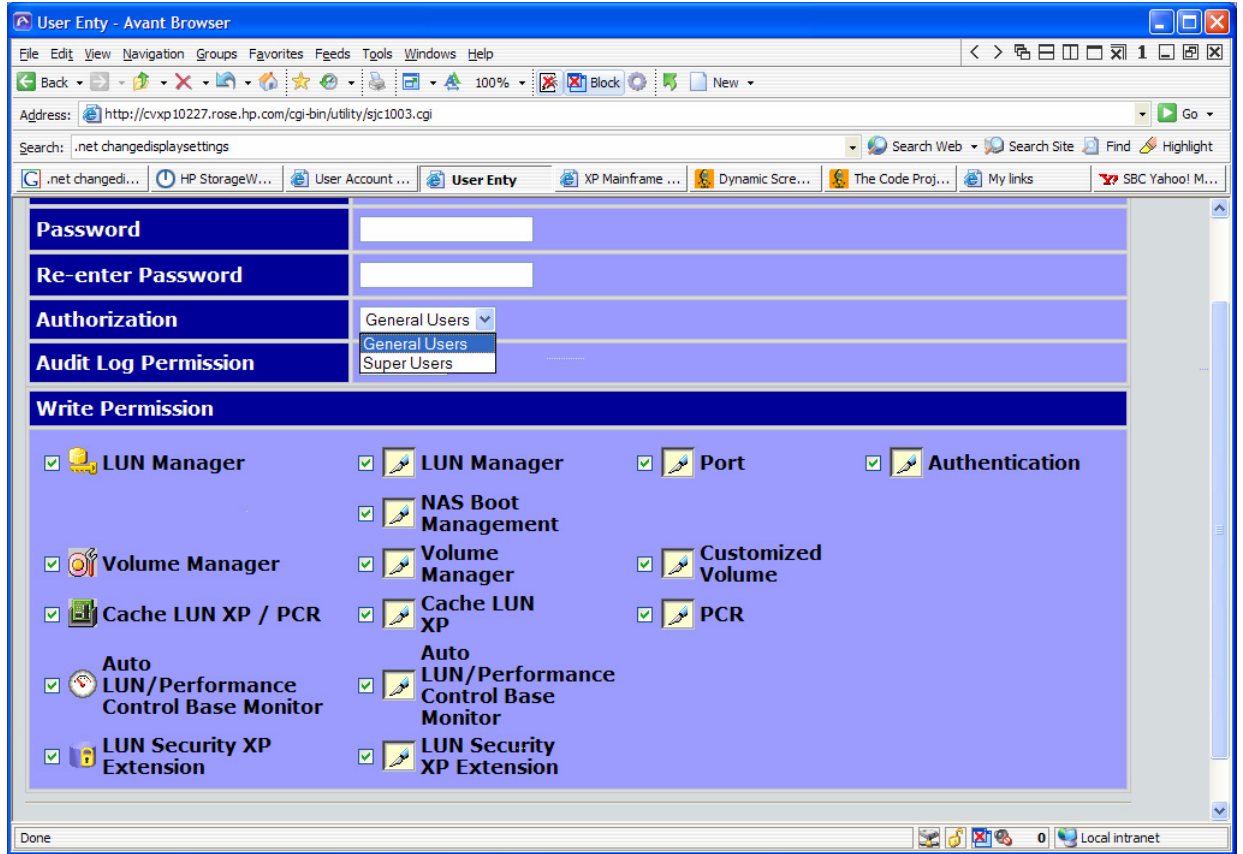 User Enty - Avant Browser
File Edit View Navigation Groups Favorites Feeds Tools Windows Help 1
Back 100% Block New
Address: http://cvxp10227.rose.hp.com/cgi-bin/utility/sjc1003.cgi Go
Search: .net changedisplaysettings Search Web Search Site Find Highlight
.net changedi... HP StorageW... User Account ... User Enty XP Mainframe ... Dynamic Scre... The Code Proj... My links SBC Yahoo! M...
Password
Re-enter Password
Authorization General Users
General Users
Audit Log Permission Super Users
Write Permission
LUN Manager LUN Manager Port Authentication
NAS Boot
Management
Volume Manager Volume
Manager Customized
Volume
Cache LUN XP / PCR Cache LUN
XP PCR
Auto
LUN/Performance
Control Base Monitor
Auto
LUN/Performance
Control Base
Monitor
LUN Security XP
Extension
LUN Security
XP Extension
Done 0 Local intranet